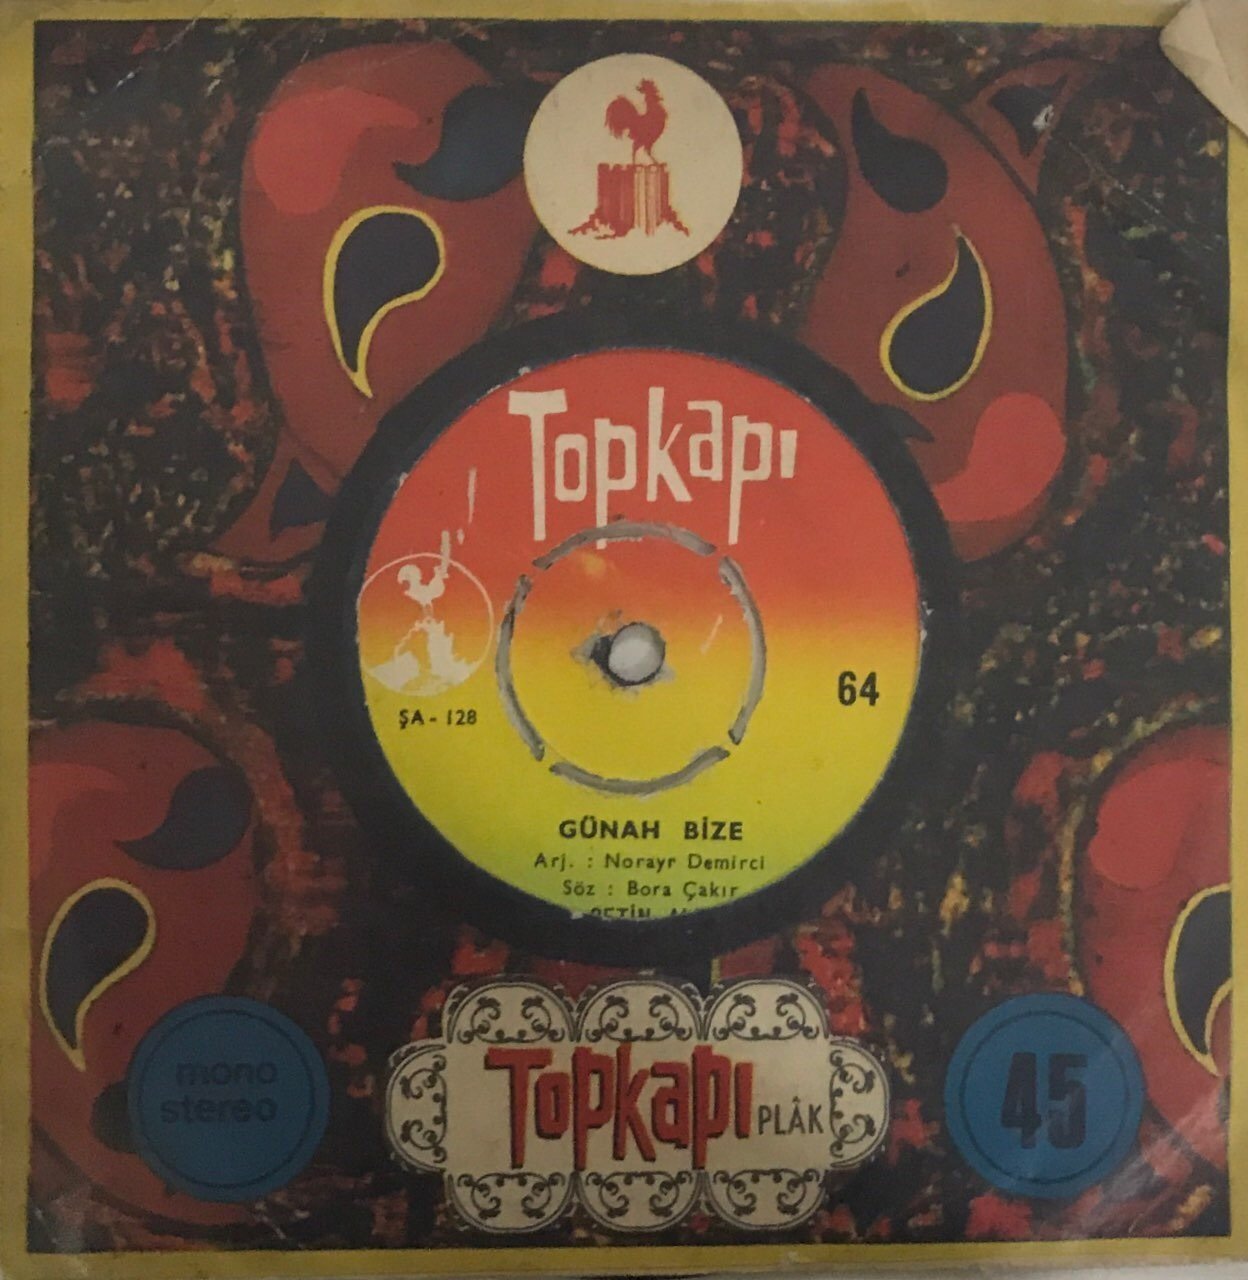 Topkapı
ŞA - 128
64
GÜNAH BİZE
Arj. : Norayr Demirci
Söz : Bora Çakır
mono
stereo
Topkapı PLÂK
45